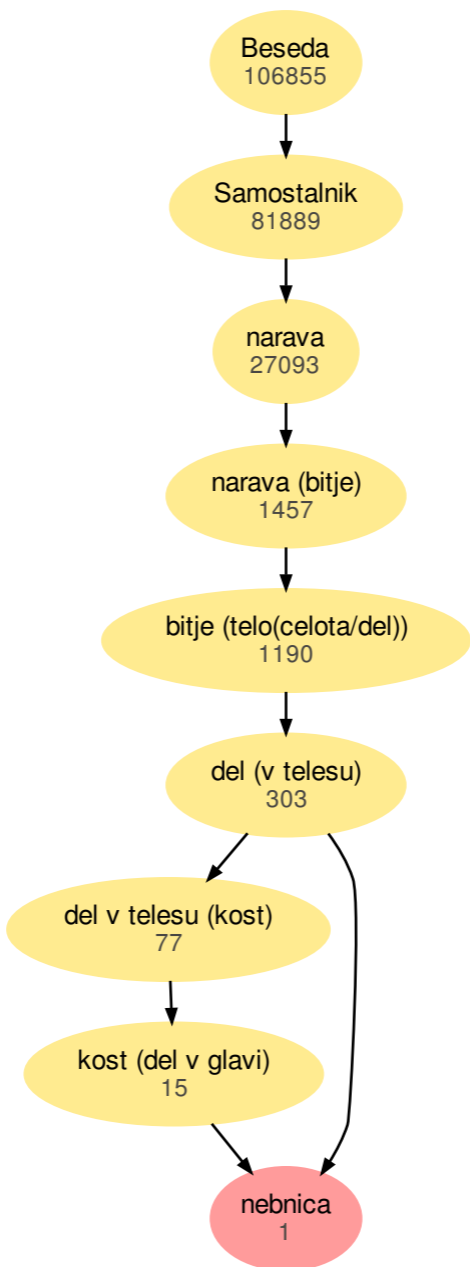 Beseda
106855
Samostalnik
81889
narava
27093
narava (bitje)
1457
bitje (telo(celota/del))
1190
del (v telesu)
303
del v telesu (kost)
77
kost (del v glavi)
15
nebnica
1